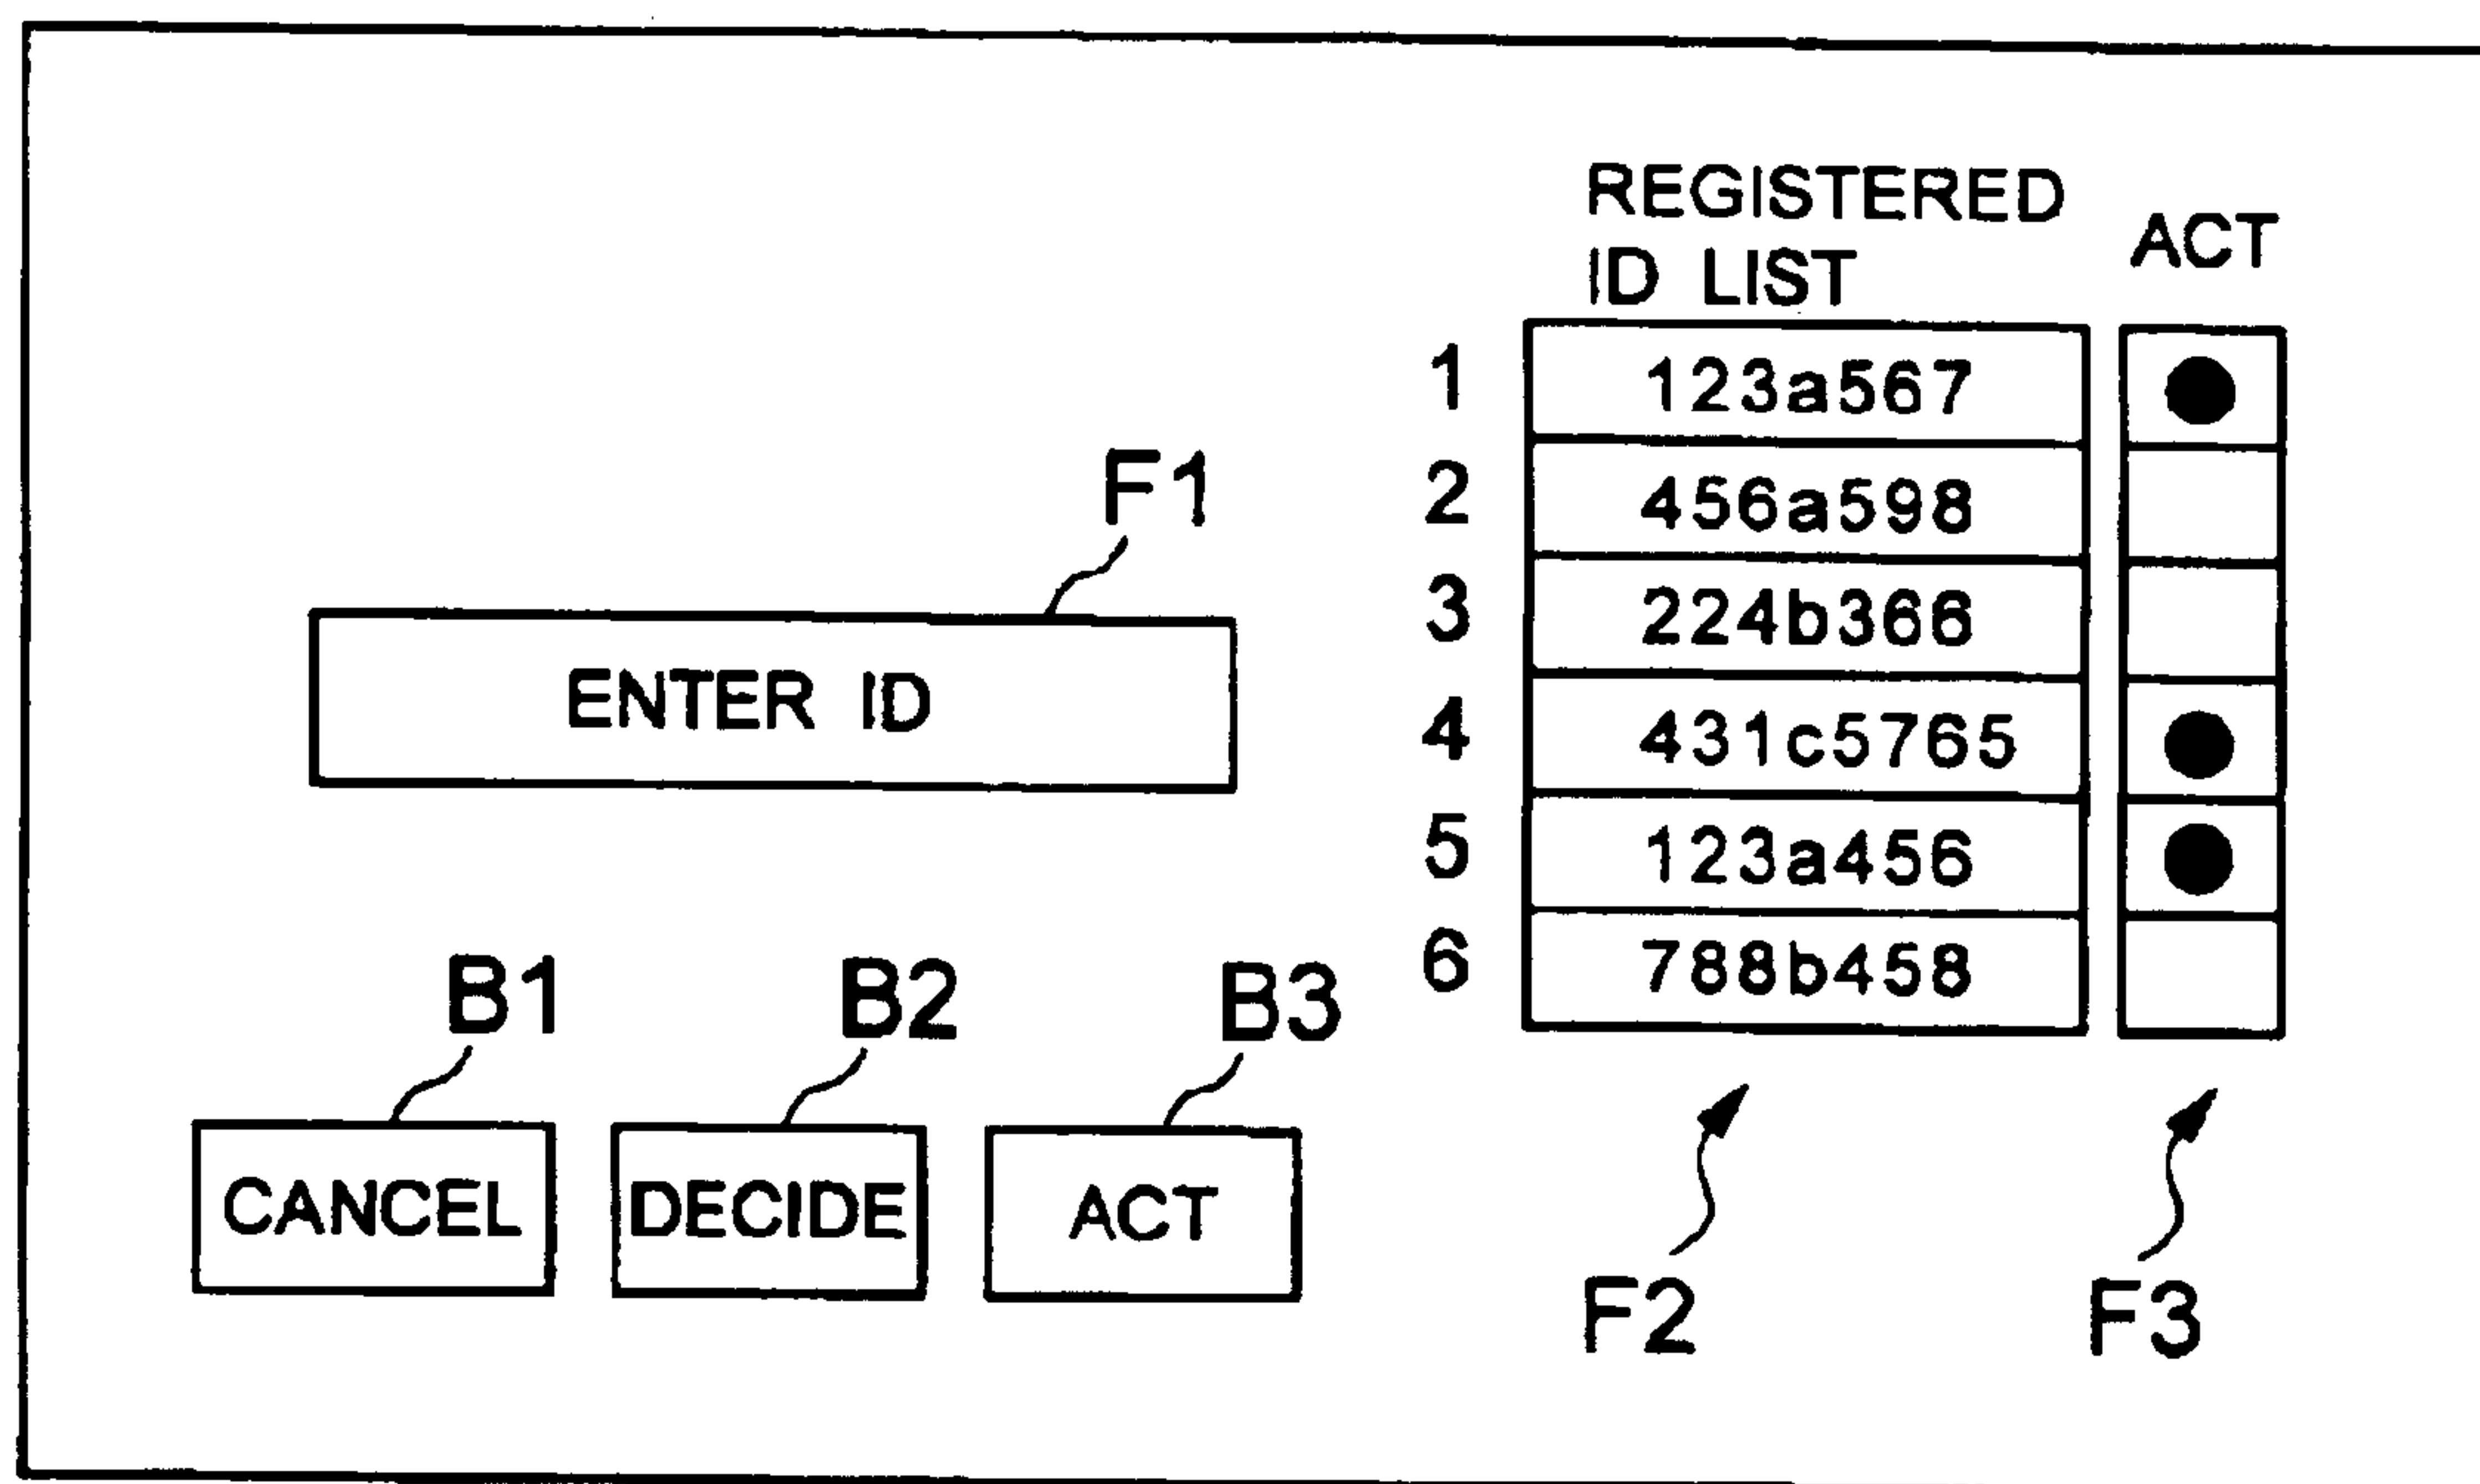 REGISTERED
ID LIST
ACT
1 123a567
2 456a598
3 224b366
4 431c5765
5 123a456
6 788b458
F1
ENTER ID
B1 B2 B3
CANCEL DECIDE ACT
F2 F3